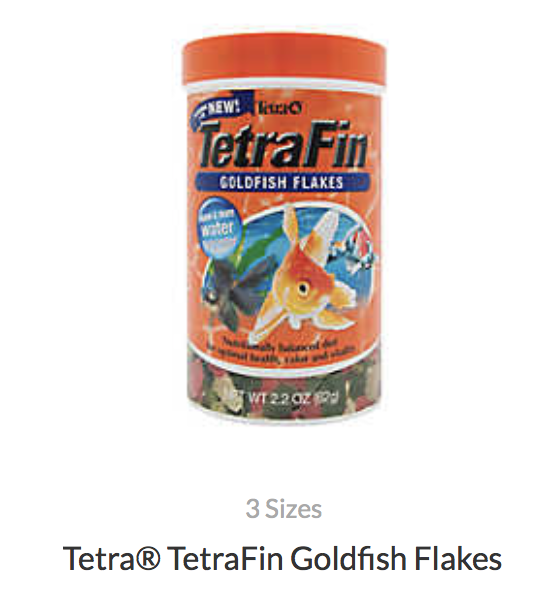 NEW! Tetra
TetraFin
GOLDFISH FLAKES
water
Nutritionally balanced diet
for optimal health, color and vitality
NET WT 2.2 OZ (62g)
3 Sizes
Tetra® TetraFin Goldfish Flakes